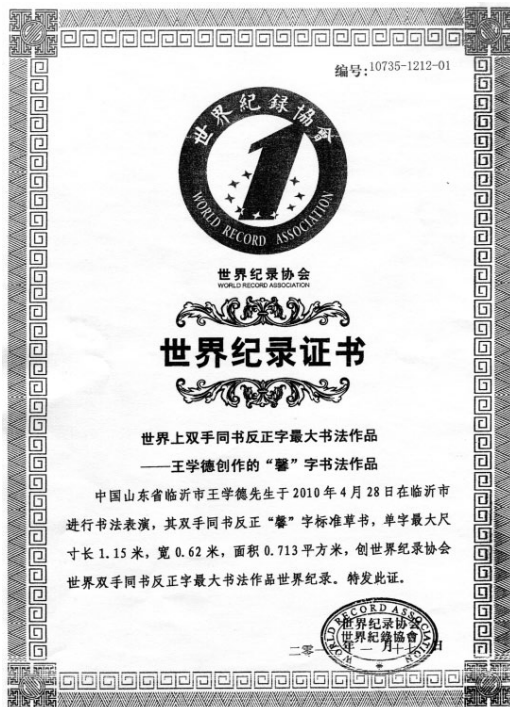 编号:10735-1212-01
世界紀録協會
WORLD RECORD ASSOCIATION
世界纪录协会
WORLD RECORD ASSOCIATION
世界纪录证书
世界上双手同书反正字最大书法作品
——王学德创作的“馨”字书法作品
中国山东省临沂市王学德先生于2010年4月28日在临沂市
进行书法表演，其双手同书反正“馨”字标准草书，单字最大尺
寸长1.15米，宽0.62米，面积0.713平方米，创世界纪录协会
世界双手同书反正字最大书法作品世界纪录。特发此证。
WORLD RECORD ASSOCIATION
世界纪录协会
世界紀錄協會
二零一 年一月十 日